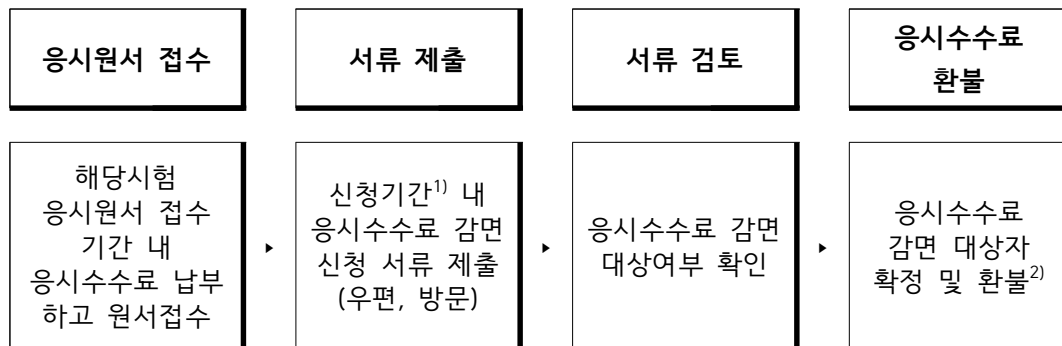 응시원서 접수
서류 제출
서류 검토
응시수수료
환불
해당시험
응시원서 접수
기간 내
응시수수료 납부
하고 원서접수
▸
신청기간1) 내
응시수수료 감면
신청 서류 제출
(우편, 방문)
▸
응시수수료 감면
대상여부 확인
▸
응시수수료
감면 대상자
확정 및 환불2)